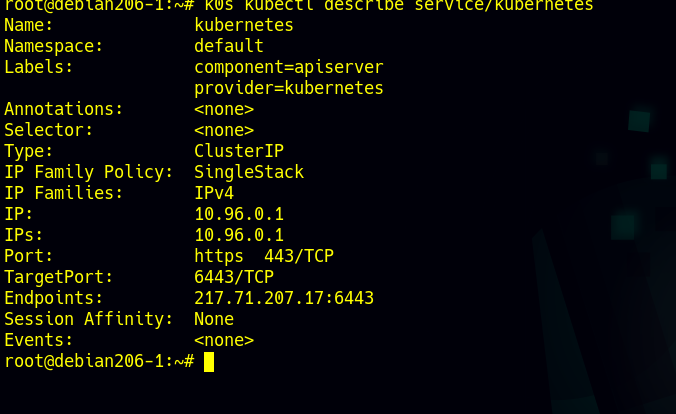 root@debian206-1:~# k0s kubectl describe service/kubernetes
Name:              kubernetes
Namespace:         default
Labels:            component=apiserver
                   provider=kubernetes
Annotations:       <none>
Selector:          <none>
Type:              ClusterIP
IP Family Policy:  SingleStack
IP Families:       IPv4
IP:                10.96.0.1
IPs:               10.96.0.1
Port:              https  443/TCP
TargetPort:        6443/TCP
Endpoints:         217.71.207.17:6443
Session Affinity:  None
Events:            <none>
root@debian206-1:~#